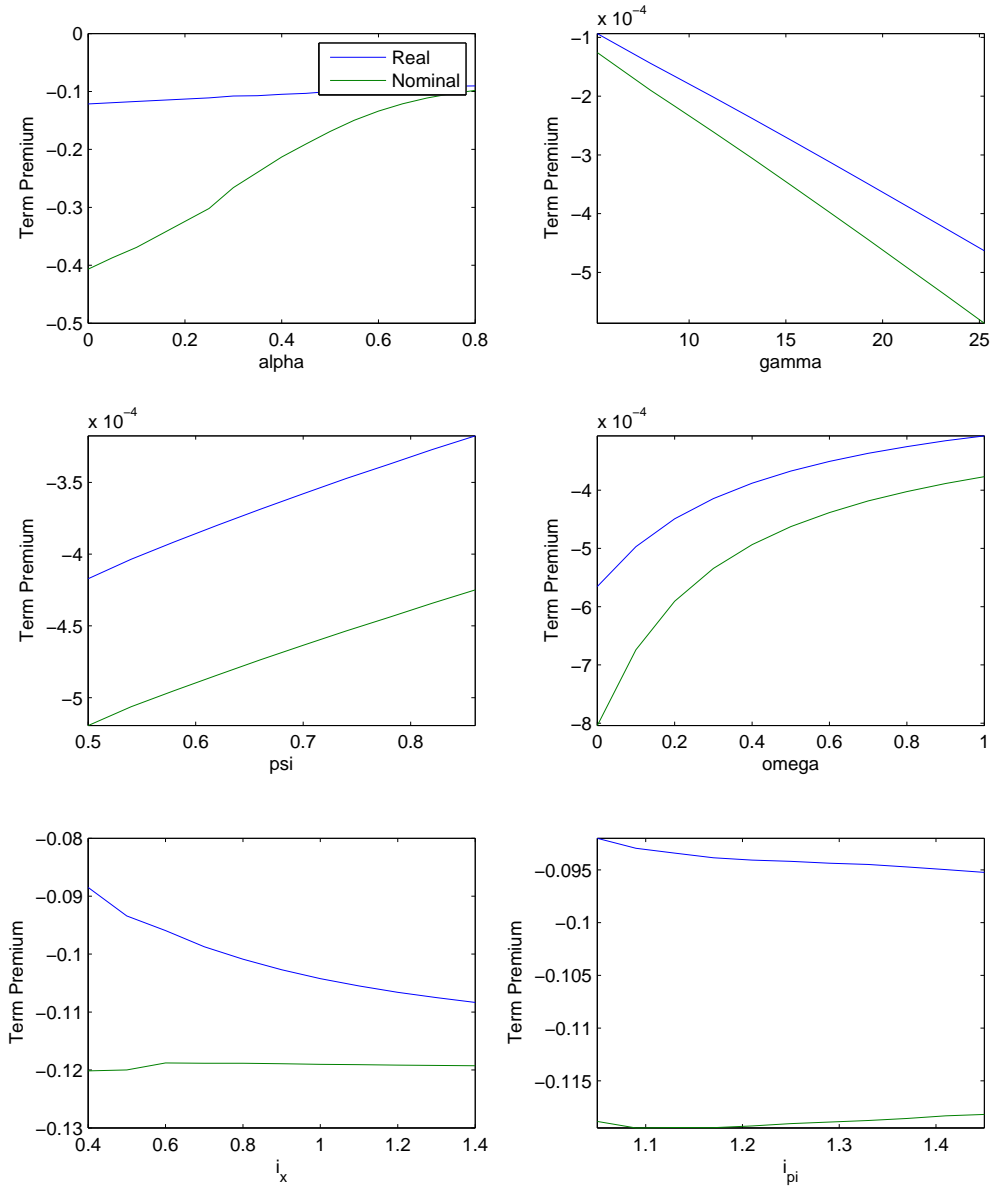 0
−0.1
−0.2
−0.3
−0.4
−0.5
0 0.2 0.4 0.6 0.8
alpha
Term Premium
Real
Nominal
x 10−4
−1
−2
−3
−4
−5
10 15 20 25
gamma
Term Premium
x 10−4
−3.5
−4
−4.5
−5
0.5 0.6 0.7 0.8
psi
Term Premium
x 10−4
−4
−5
−6
−7
−8
0 0.2 0.4 0.6 0.8 1
omega
Term Premium
−0.08
−0.09
−0.1
−0.11
−0.12
−0.13
0.4 0.6 0.8 1 1.2 1.4
i_x
Term Premium
−0.095
−0.1
−0.105
−0.11
−0.115
1.1 1.2 1.3 1.4
i_pi
Term Premium